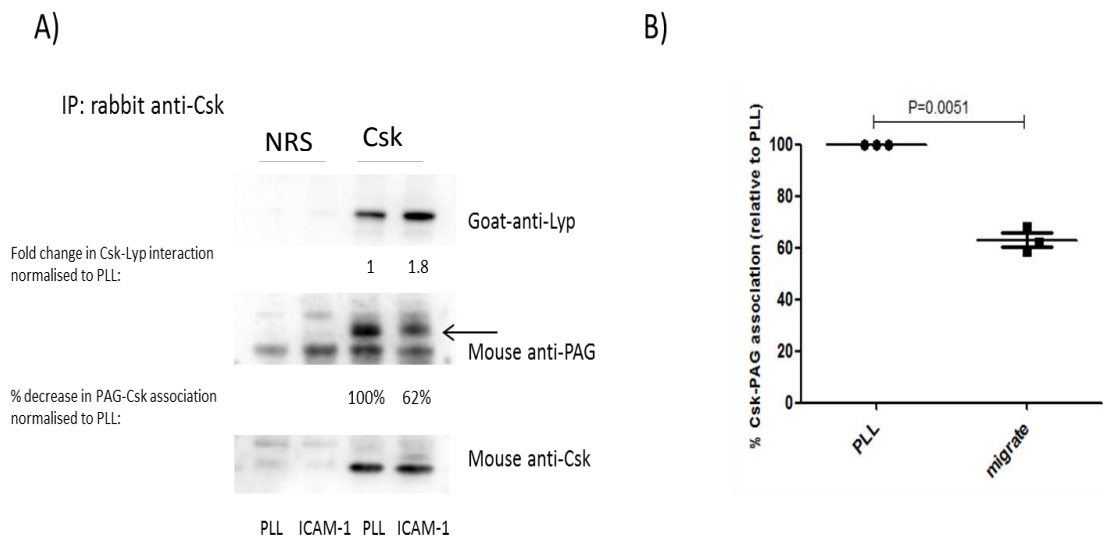 A)
IP: rabbit anti-Csk
NRS
Csk
Goat-anti-Lyp
Fold change in Csk-Lyp interaction
normalised to PLL:
1
1.8
Mouse anti-PAG
% decrease in PAG-Csk association
normalised to PLL:
100%
62%
Mouse anti-Csk
PLL
ICAM-1
PLL
ICAM-1
B)
P=0.0051
% Csk-PAG association (relative to PLL)
100
80
60
40
20
0
PLL
migrate